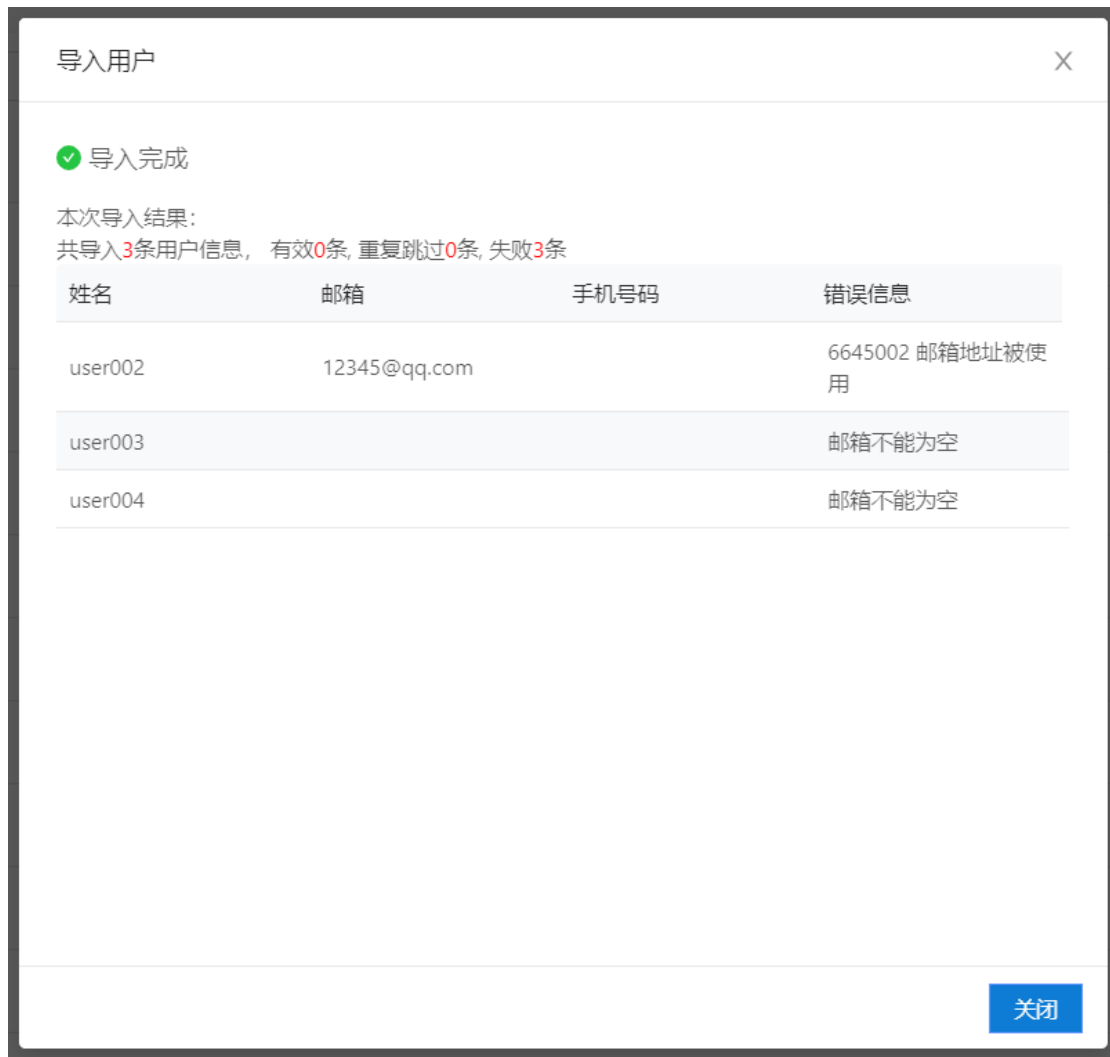 导入用户 X
导入完成
本次导入结果：
共导入3条用户信息， 有效0条, 重复跳过0条, 失败3条
姓名 邮箱 手机号码 错误信息
user002 12345@qq.com 6645002 邮箱地址被使
用
user003 邮箱不能为空
user004 邮箱不能为空
关闭